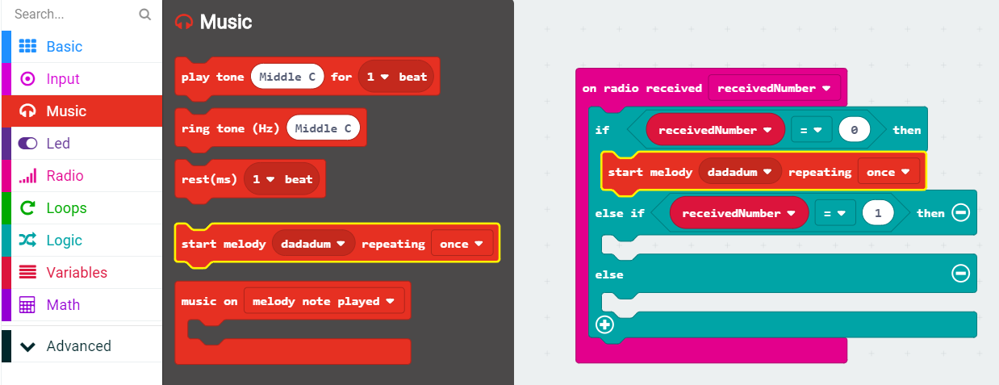 Search...
Basic
Input
Music
Led
Radio
Loops
Logic
Variables
Math
Advanced
Music
play tone Middle C for 1 beat
ring tone (Hz) Middle C
rest(ms) 1 beat
start melody dadadum repeating once
music on melody note played
on radio received receivedNumber
if receivedNumber = 0 then
start melody dadadum repeating once
else if receivedNumber = 1 then
else